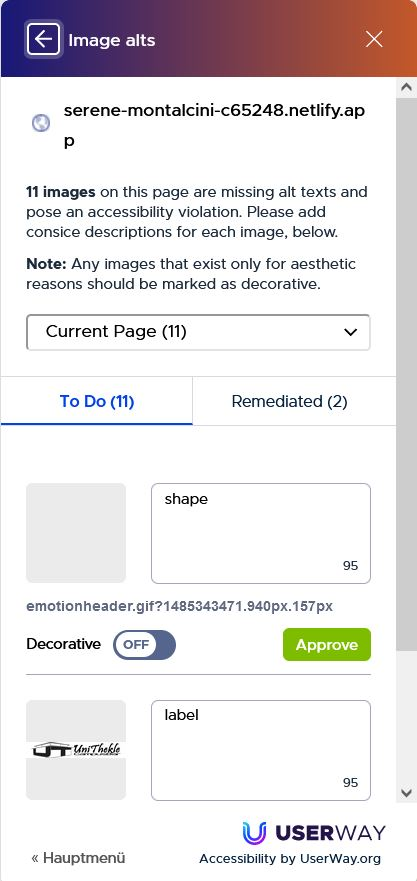 Image alts
serene-montalcini-c65248.netlify.ap
p
11 images on this page are missing alt texts and
pose an accessibility violation. Please add
consice descriptions for each image, below.
Note: Any images that exist only for aesthetic
reasons should be marked as decorative.
Current Page (11)
To Do (11) Remediated (2)
shape
95
emotionheader.gif?1485343471.940px.157px
Decorative OFF Approve
label
UniThekle
95
USERWAY
« Hauptmenü
Accessibility by UserWay.org